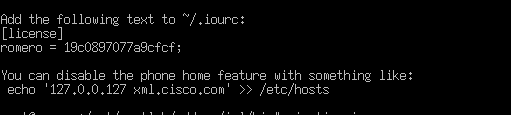 Add the following text to ~/.iourc:
[license]
romero = 19c0897077a9cfcf;
You can disable the phone home feature with something like:
echo '127.0.0.127 xml.cisco.com' >> /etc/hosts